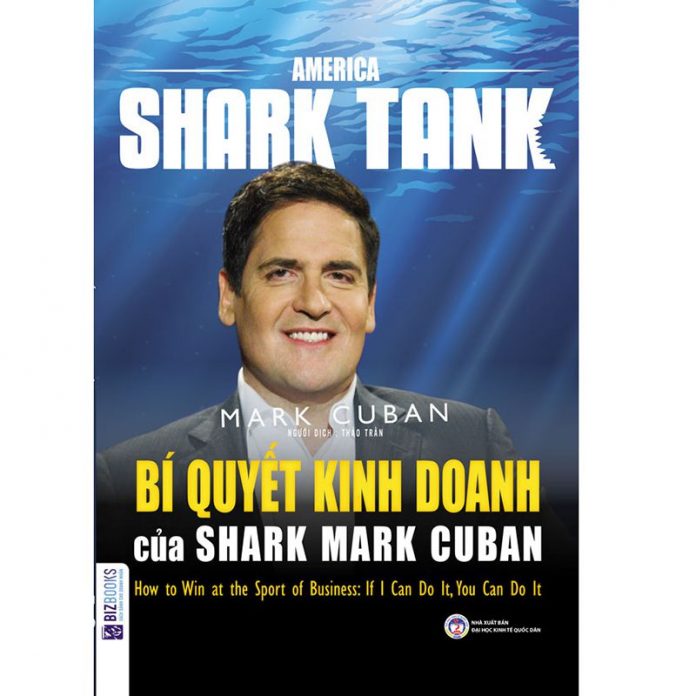 AMERICA
SHARK TANK
MARK CUBAN
NGƯỜI DỊCH : THẢO TRẦN
BÍ QUYẾT KINH DOANH
của SHARK MARK CUBAN
How to Win at the Sport of Business: If I Can Do It, You Can Do It
BIZBOOKS
NHÀ XUẤT BẢN
ĐẠI HỌC KINH TẾ QUỐC DÂN